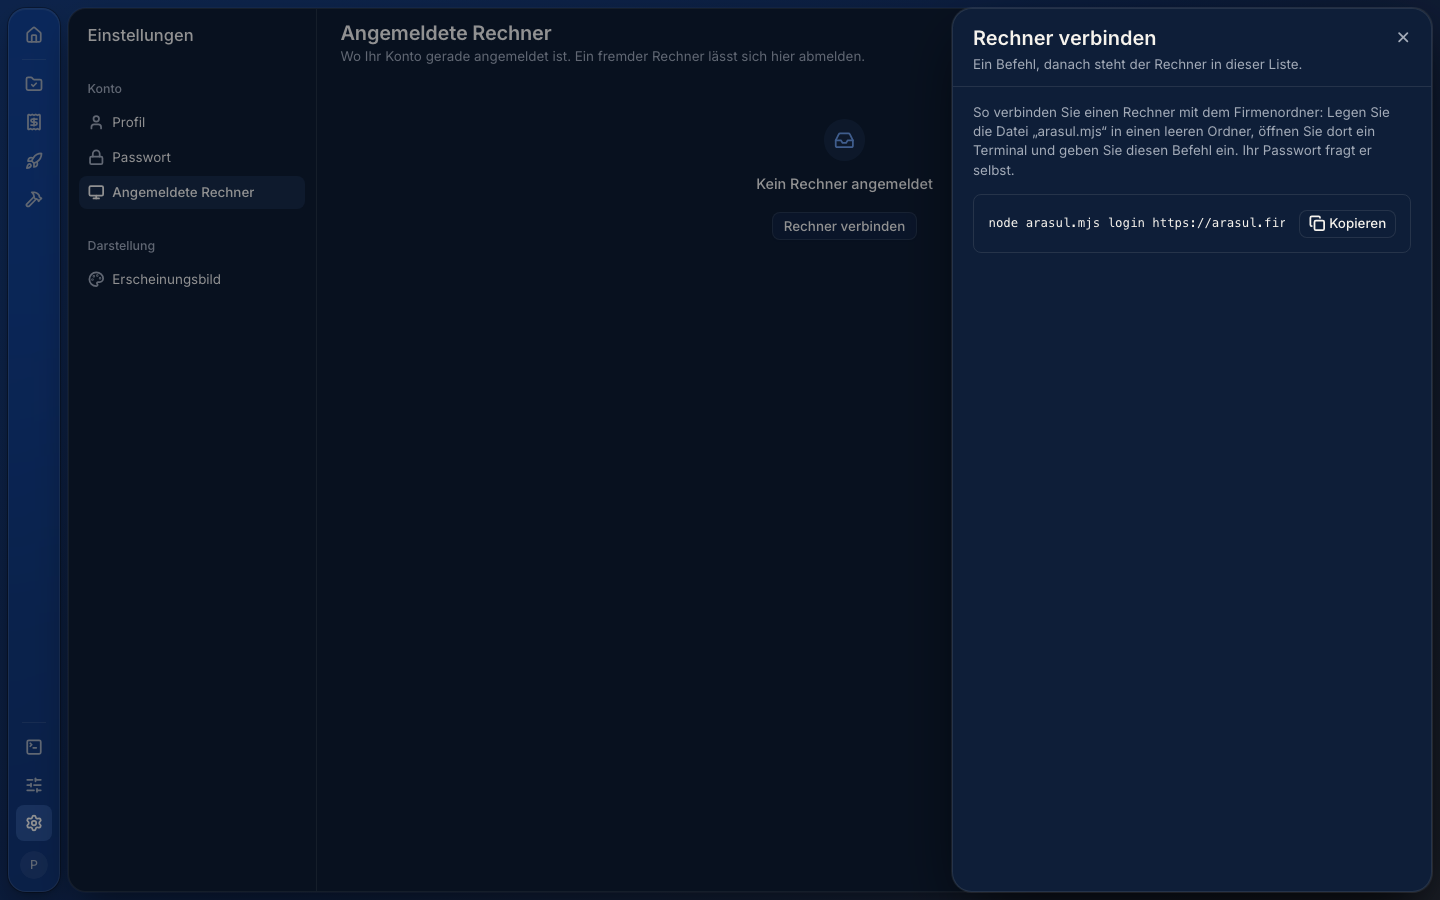 Einstellungen
Konto
Profil
Passwort
Angemeldete Rechner
Darstellung
Erscheinungsbild
P
Angemeldete Rechner
Wo Ihr Konto gerade angemeldet ist. Ein fremder Rechner lässt sich hier abmelden.
Kein Rechner angemeldet
Rechner verbinden
Rechner verbinden
Ein Befehl, danach steht der Rechner in dieser Liste.
So verbinden Sie einen Rechner mit dem Firmenordner: Legen Sie
die Datei „arasul.mjs“ in einen leeren Ordner, öffnen Sie dort ein
Terminal und geben Sie diesen Befehl ein. Ihr Passwort fragt er
selbst.
node arasul.mjs login https://arasul.fir
Kopieren